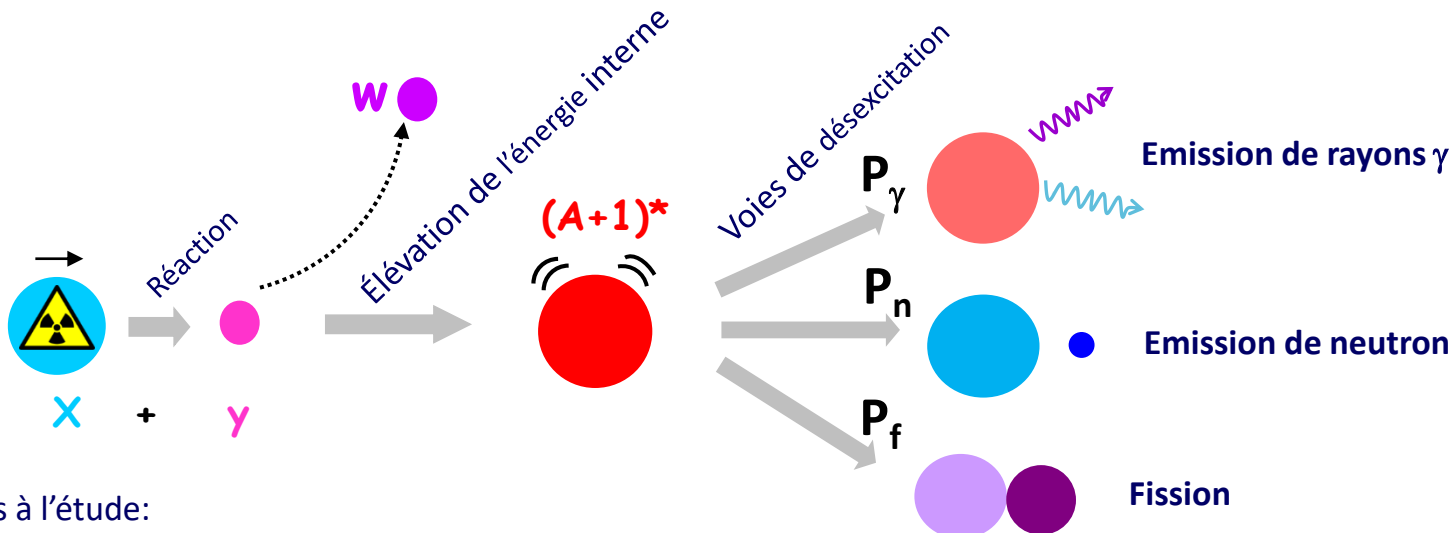 W
Réaction
Élévation de l'énergie interne
(A+1)*
Voies de désexcitation
Pγ
Emission de rayons γ
Pn
Emission de neutron
X + y
Pf
Fission
s à l'étude: